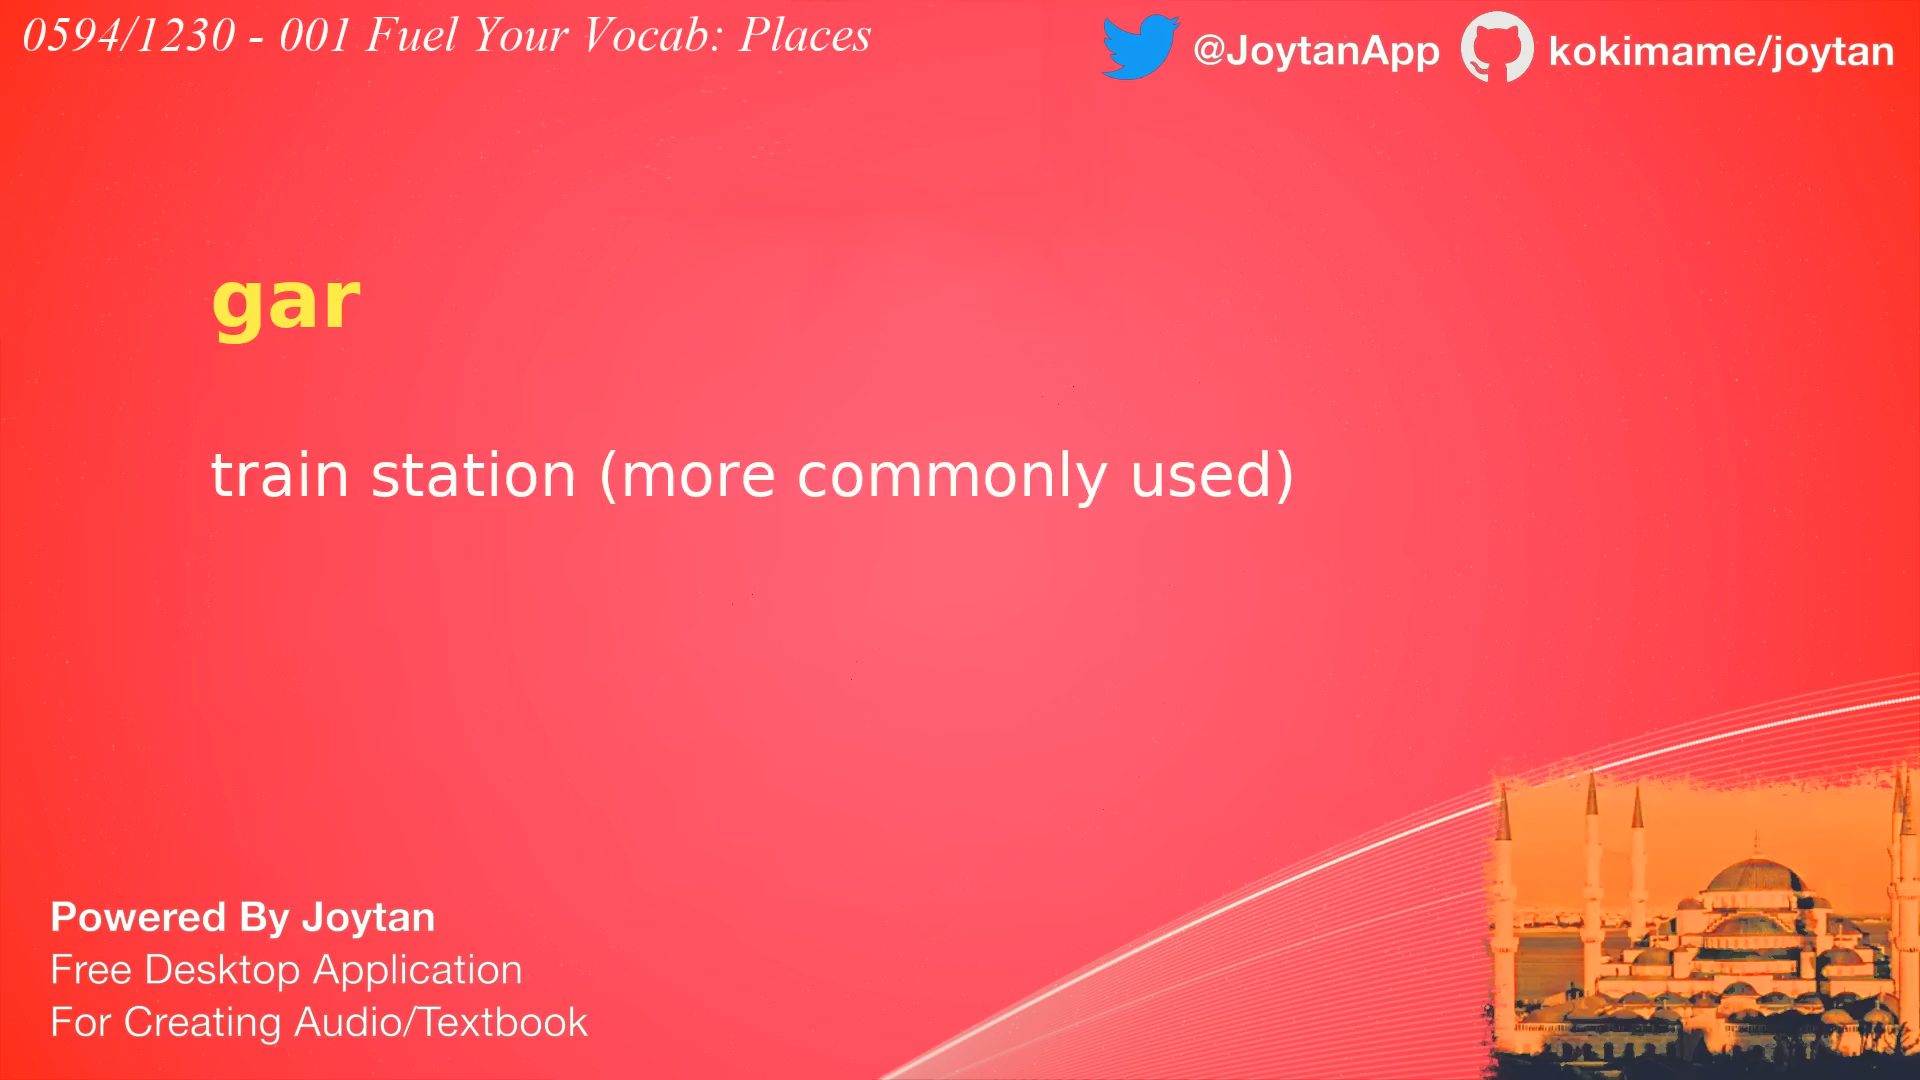 0594/1230 - 001 Fuel Your Vocab: Places
@JoytanApp
kokimame/joytan
gar
train station (more commonly used)
Powered By Joytan
Free Desktop Application
For Creating Audio/Textbook